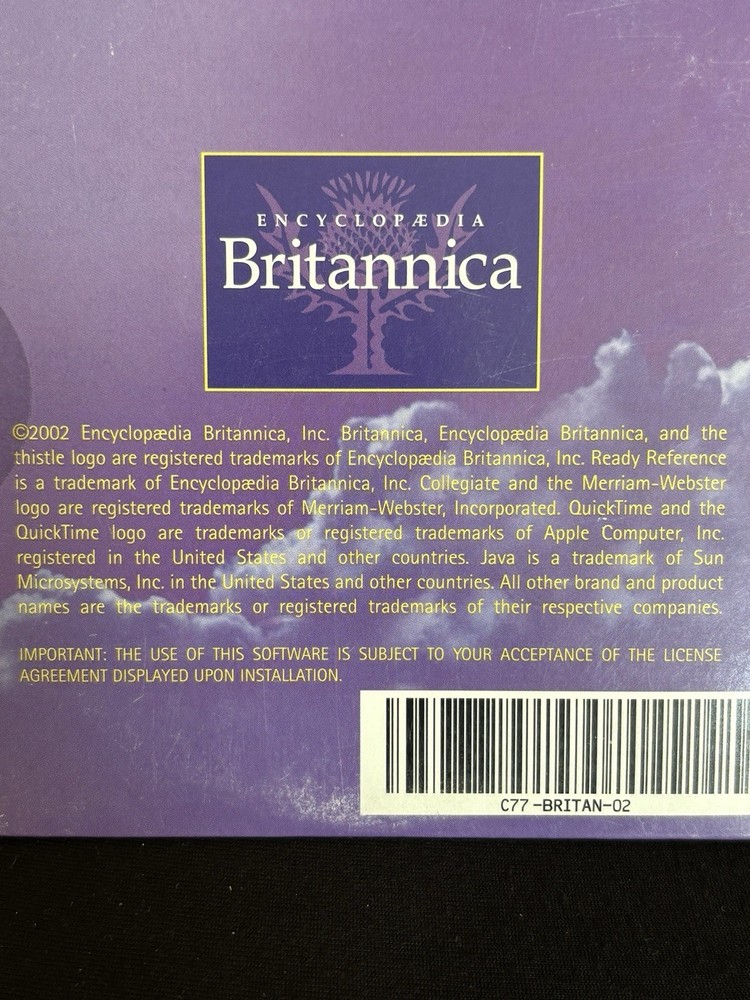 ENCYCLOPÆDIA
Britannica
©2002 Encyclopædia Britannica, Inc. Britannica, Encyclopædia Britannica, and the
thistle logo are registered trademarks of Encyclopædia Britannica, Inc. Ready Reference
is a trademark of Encyclopædia Britannica, Inc. Collegiate and the Merriam-Webster
logo are registered trademarks of Merriam-Webster, Incorporated. QuickTime and the
QuickTime logo are trademarks or registered trademarks of Apple Computer, Inc.
registered in the United States and other countries. Java is a trademark of Sun
Microsystems, Inc. in the United States and other countries. All other brand and product
names are the trademarks or registered trademarks of their respective companies.
IMPORTANT: THE USE OF THIS SOFTWARE IS SUBJECT TO YOUR ACCEPTANCE OF THE LICENSE
AGREEMENT DISPLAYED UPON INSTALLATION.
C77-BRITAN-02